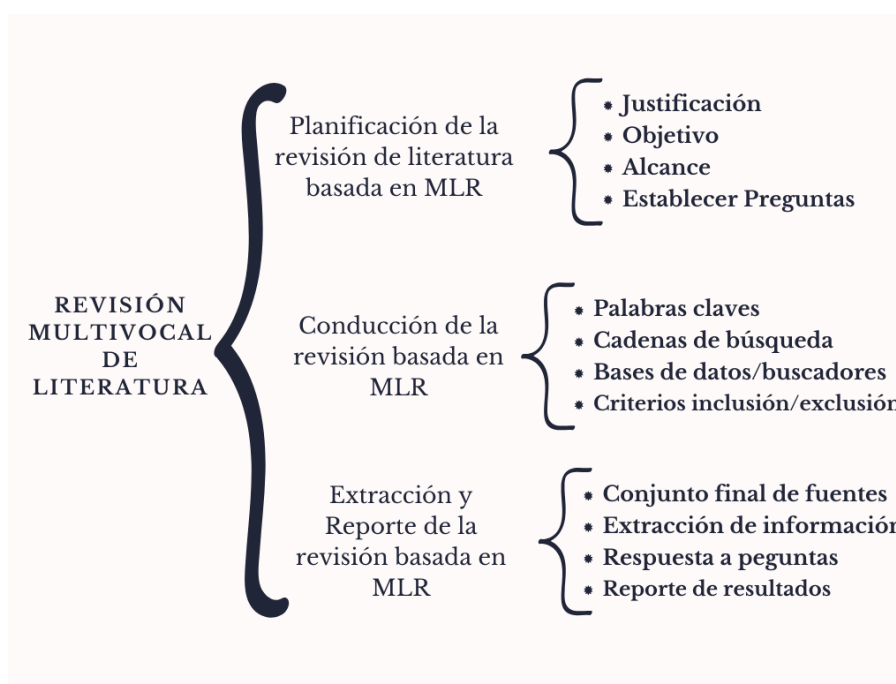 REVISIÓN
MULTIVOCAL
DE
LITERATURA
Planificación de la
revisión de literatura
basada en MLR
Justificación
Objetivo
Alcance
Establecer Preguntas
Conducción de la
revisión basada en
MLR
Palabras claves
Cadenas de búsqueda
Bases de datos/buscadores
Criterios inclusión/exclusión
Extracción y
Reporte de la
revisión basada en
MLR
Conjunto final de fuentes
Extracción de información
Respuesta a peguntas
Reporte de resultados